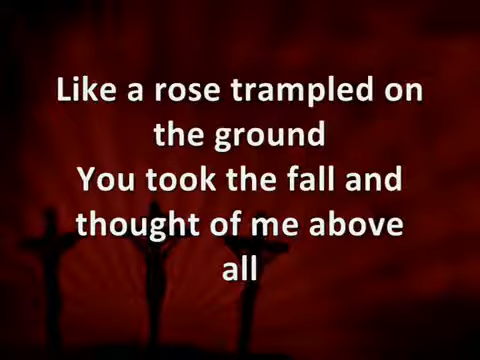 Like a rose trampled on
the ground
You took the fall and
thought of me above
all